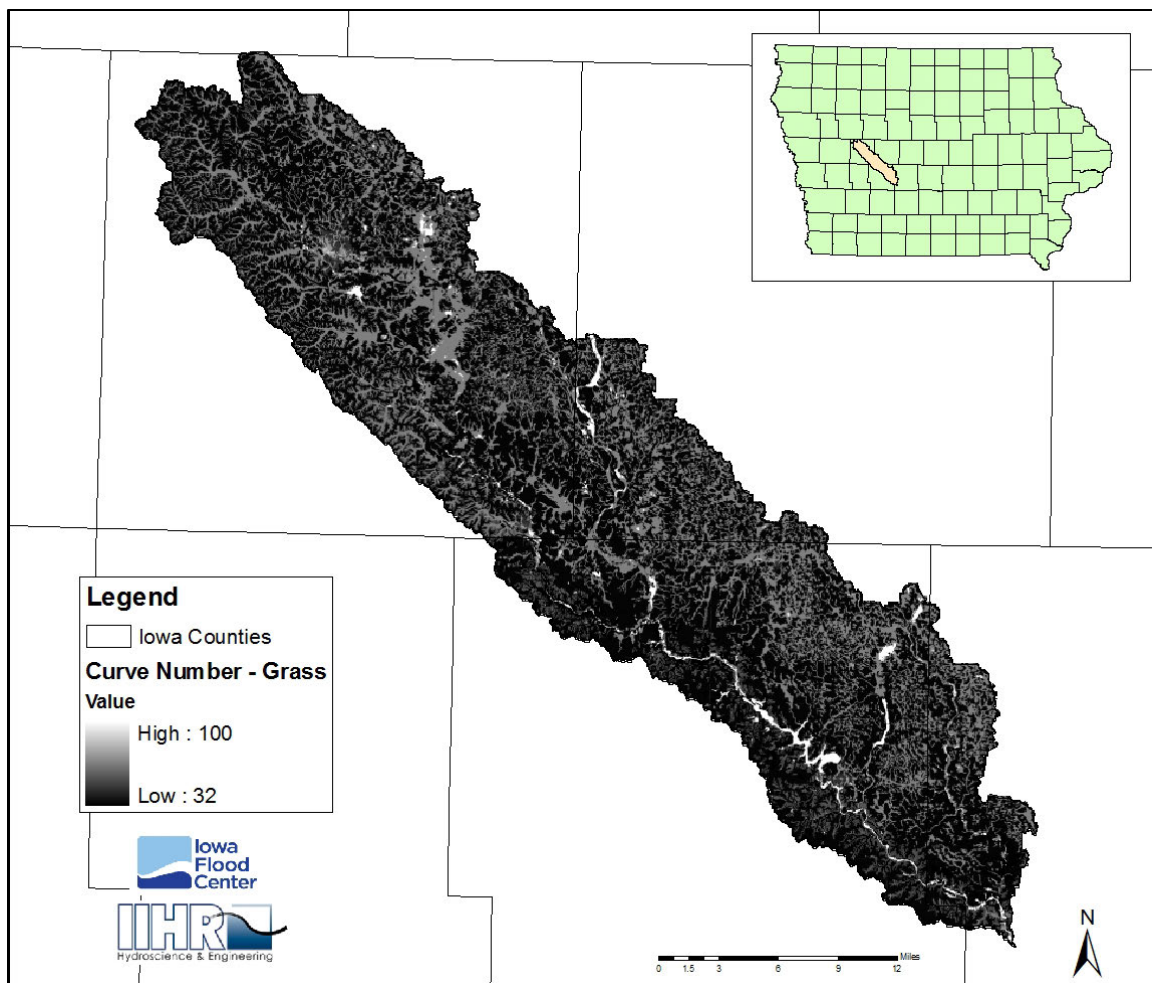 Legend
Iowa Counties
Curve Number - Grass
Value
High : 100
Low : 32
Iowa
Flood
Center
IIHR
Hydroscience & Engineering
N
Miles
0 1.5 3 6 9 12